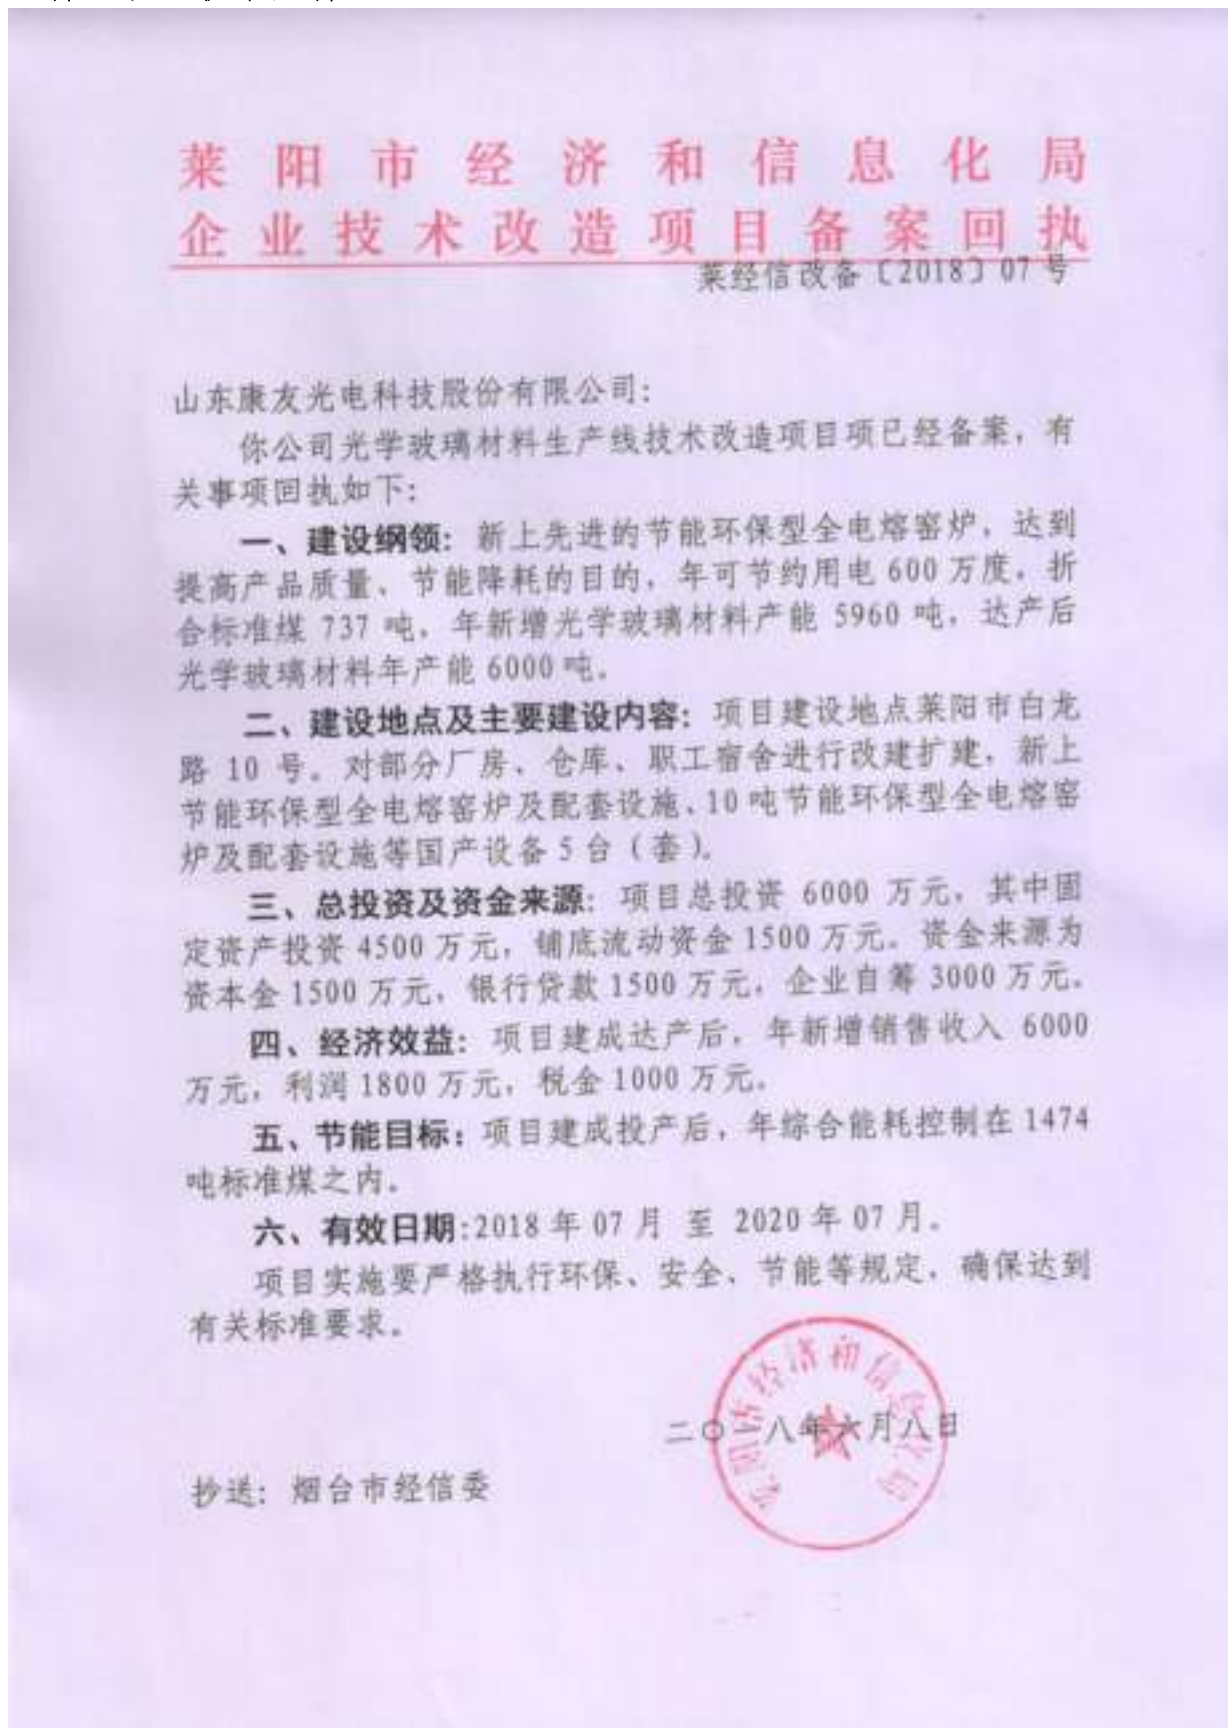 莱阳市经济和信息化局
企业技术改造项目备案回执
莱经信改备〔2018〕07号
山东康友光电科技股份有限公司:
你公司光学玻璃材料生产线技术改造项目项已经备案，有
关事项回执如下:
一、建设纲领: 新上先进的节能环保型全电熔窑炉，达到
提高产品质量、节能降耗的目的，年可节约用电600万度，折
合标准煤 737 吨，年新增光学玻璃材料产能 5960 吨，达产后
光学玻璃材料年产能6000吨。
二、建设地点及主要建设内容: 项目建设地点莱阳市白龙
路 10 号。对部分厂房、仓库、职工宿舍进行改建扩建，新上
节能环保型全电熔窑炉及配套设施、10吨节能环保型全电熔窑
炉及配套设施等国产设备5台（套）。
三、总投资及资金来源: 项目总投资 6000 万元，其中固
定资产投资4500万元，铺底流动资金1500万元。资金来源为
资本金1500万元，银行贷款1500万元，企业自筹3000万元。
四、经济效益: 项目建成达产后，年新增销售收入 6000
万元，利润1800万元，税金1000万元。
五、节能目标: 项目建成投产后，年综合能耗控制在1474
吨标准煤之内。
六、有效日期:2018年07月 至 2020年07月。
项目实施要严格执行环保、安全、节能等规定，确保达到
有关标准要求。
莱阳市经济和信息化局
二〇一八年六月八日
抄送: 烟台市经信委